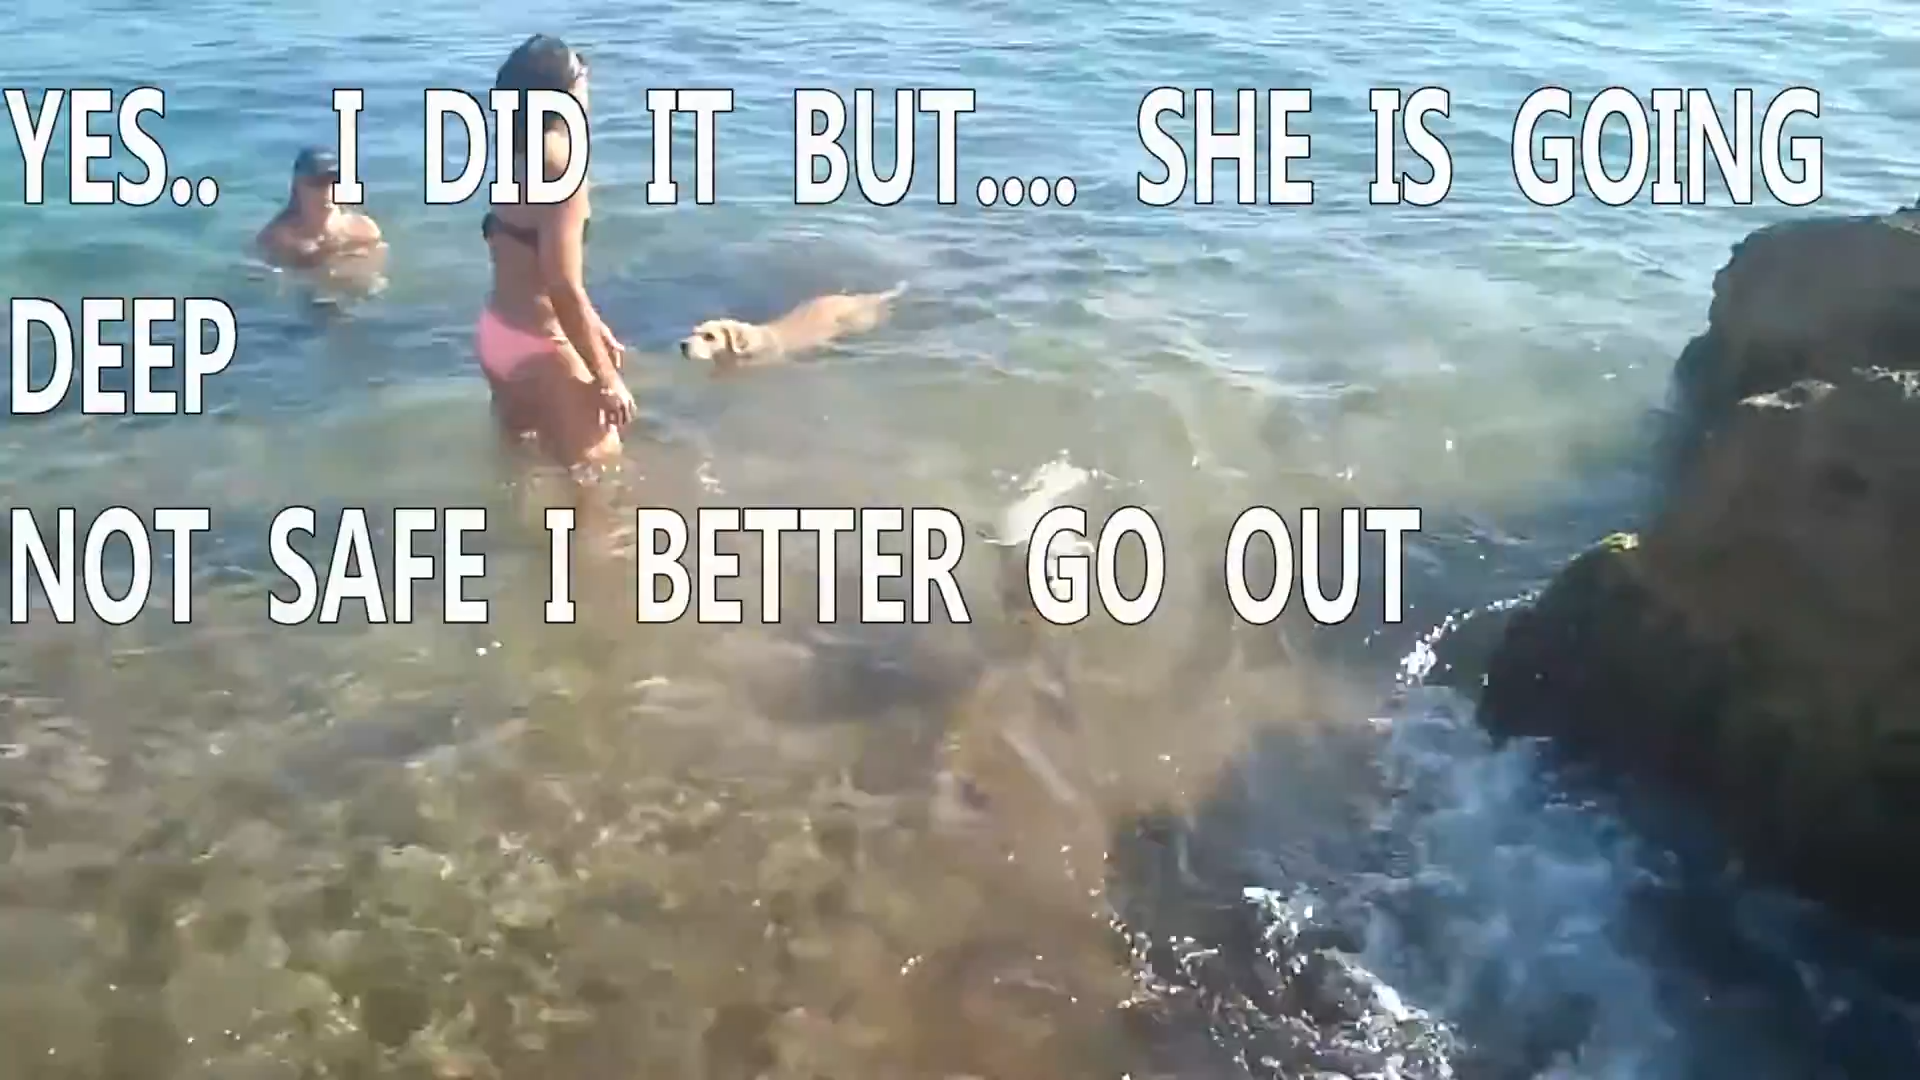 YES.. I DID IT BUT.... SHE IS GOING
DEEP
NOT SAFE I BETTER GO OUT